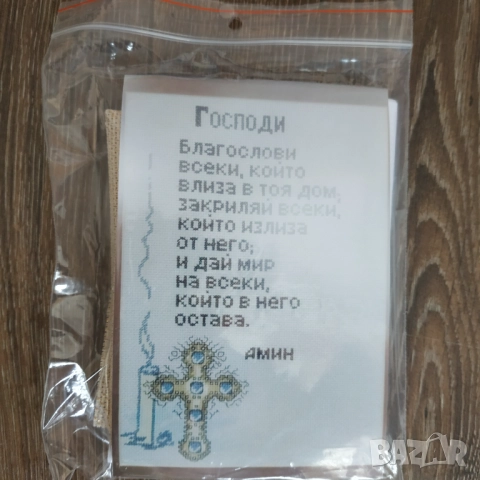 Господи
Благослови
всеки, който
влиза в тоя дом,
закриляй всеки,
който излиза
от него;
и дай мир
на всеки,
който в него
остава.
Амин
BAZAR